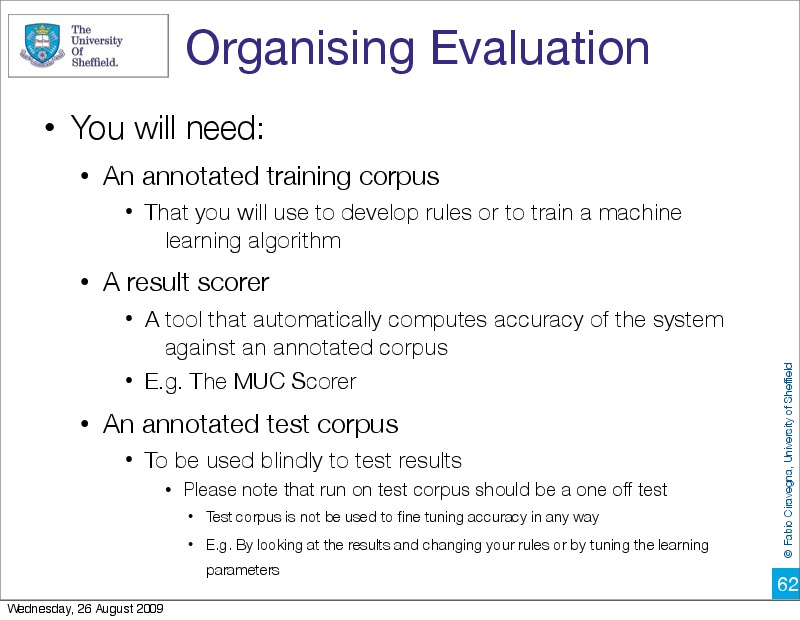 The
University
Of
Sheffield.
Organising Evaluation
• You will need:
• An annotated training corpus
• That you will use to develop rules or to train a machine
learning algorithm
• A result scorer
• A tool that automatically computes accuracy of the system
against an annotated corpus
• E.g. The MUC Scorer
• An annotated test corpus
• To be used blindly to test results
• Please note that run on test corpus should be a one off test
• Test corpus is not be used to fine tuning accuracy in any way
• E.g. By looking at the results and changing your rules or by tuning the learning
parameters
© Fabio Ciravegna, University of Sheffield
62
Wednesday, 26 August 2009